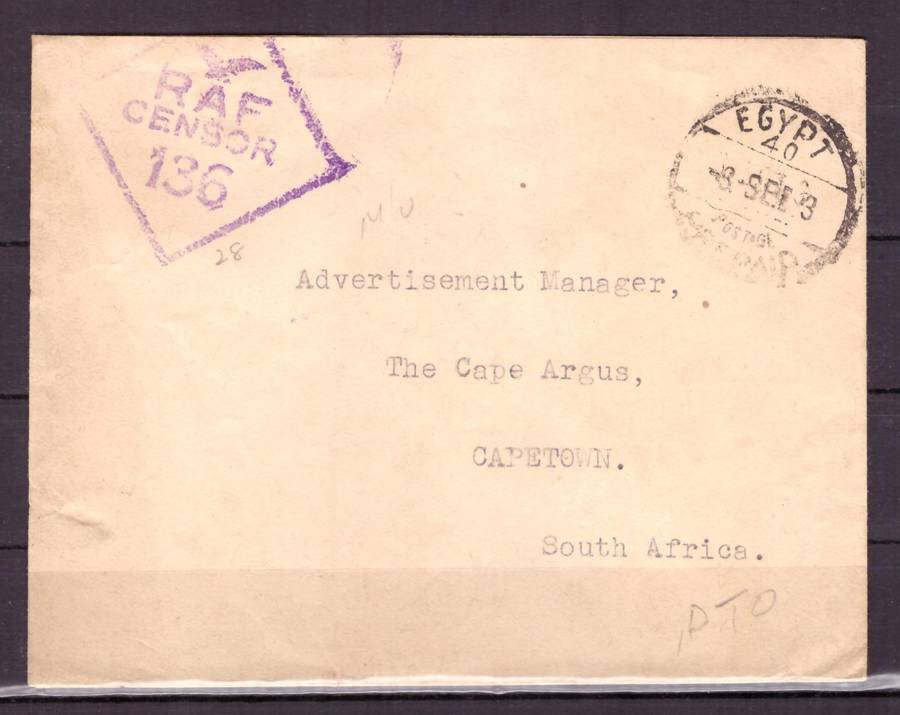 RAF
CENSOR
136
28
EGYPT
40
POSTAGE
Advertisement Manager,
The Cape Argus,
CAPETOWN.
South Africa.
PTO